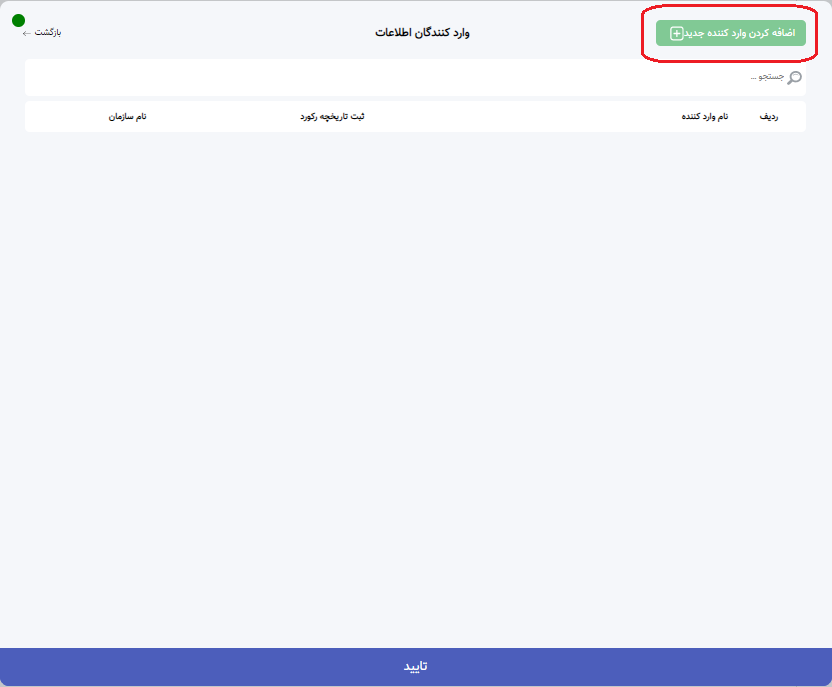 اضافه کردن وارد کننده جدید
وارد کنندگان اطلاعات
بازگشت ←
جستجو ...
ردیف نام وارد کننده ثبت تاریخچه رکورد نام سازمان
تایید